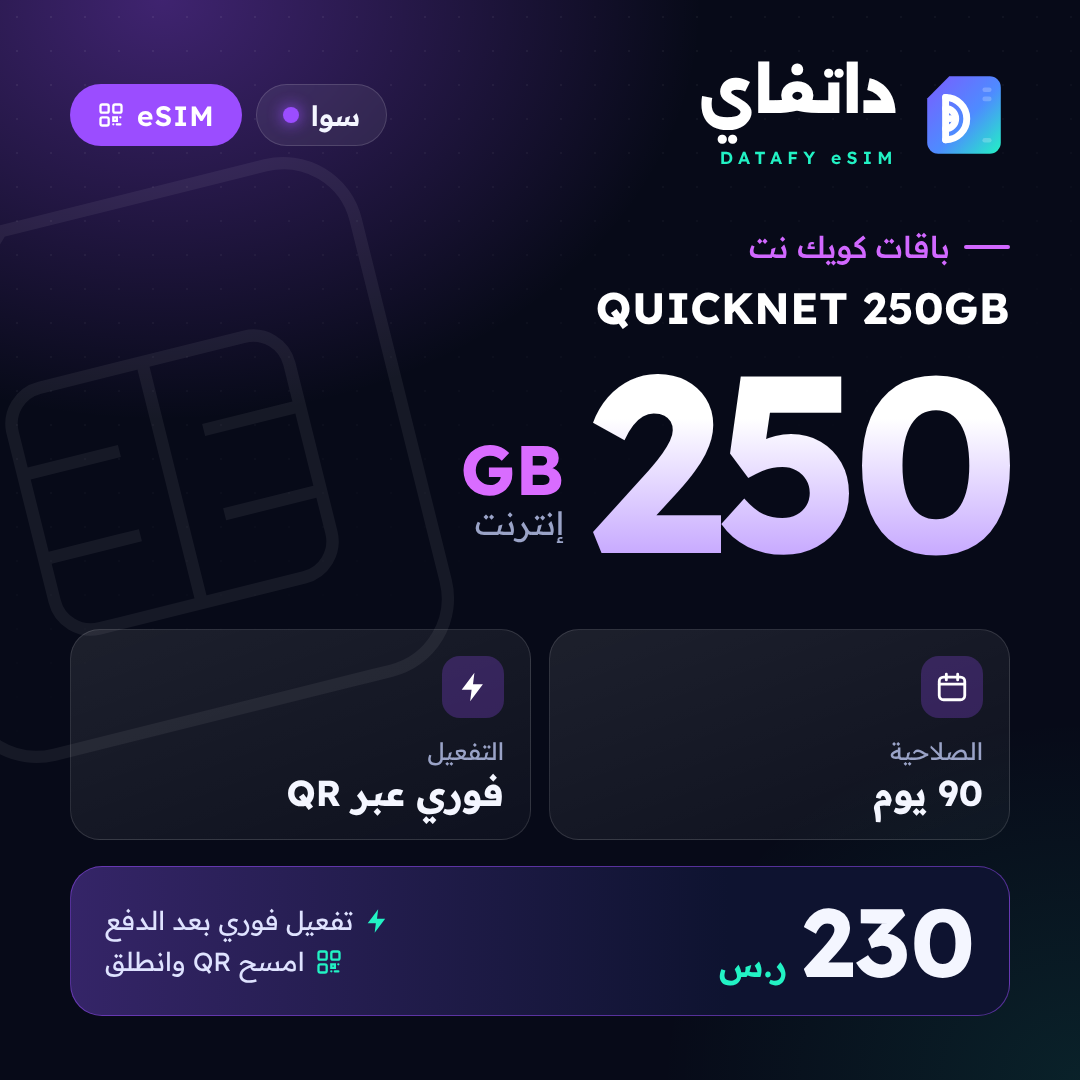 داتفاي
DATAFY eSIM
سوا
eSIM
باقات كويك نت
QUICKNET 250GB
250 GB
إنترنت
الصلاحية
90 يوم
التفعيل
فوري عبر QR
230 ر.س
تفعيل فوري بعد الدفع
امسح QR وانطلق